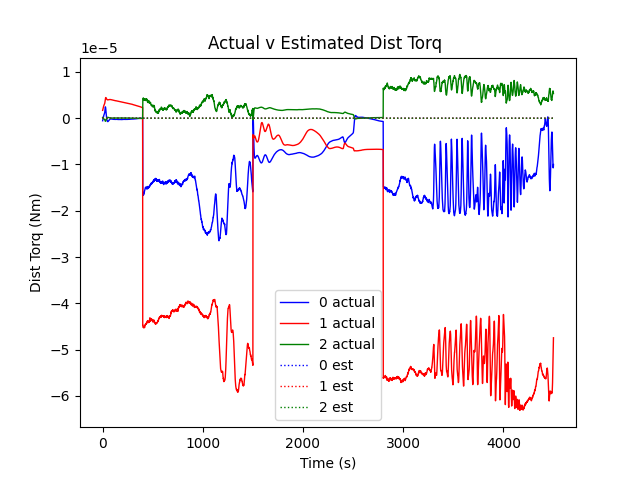 Actual v Estimated Dist Torq
1e−5
Dist Torq (Nm)
1
0
−1
−2
−3
−4
−5
−6
0 actual
1 actual
2 actual
0 est
1 est
2 est
0 1000 2000 3000 4000
Time (s)